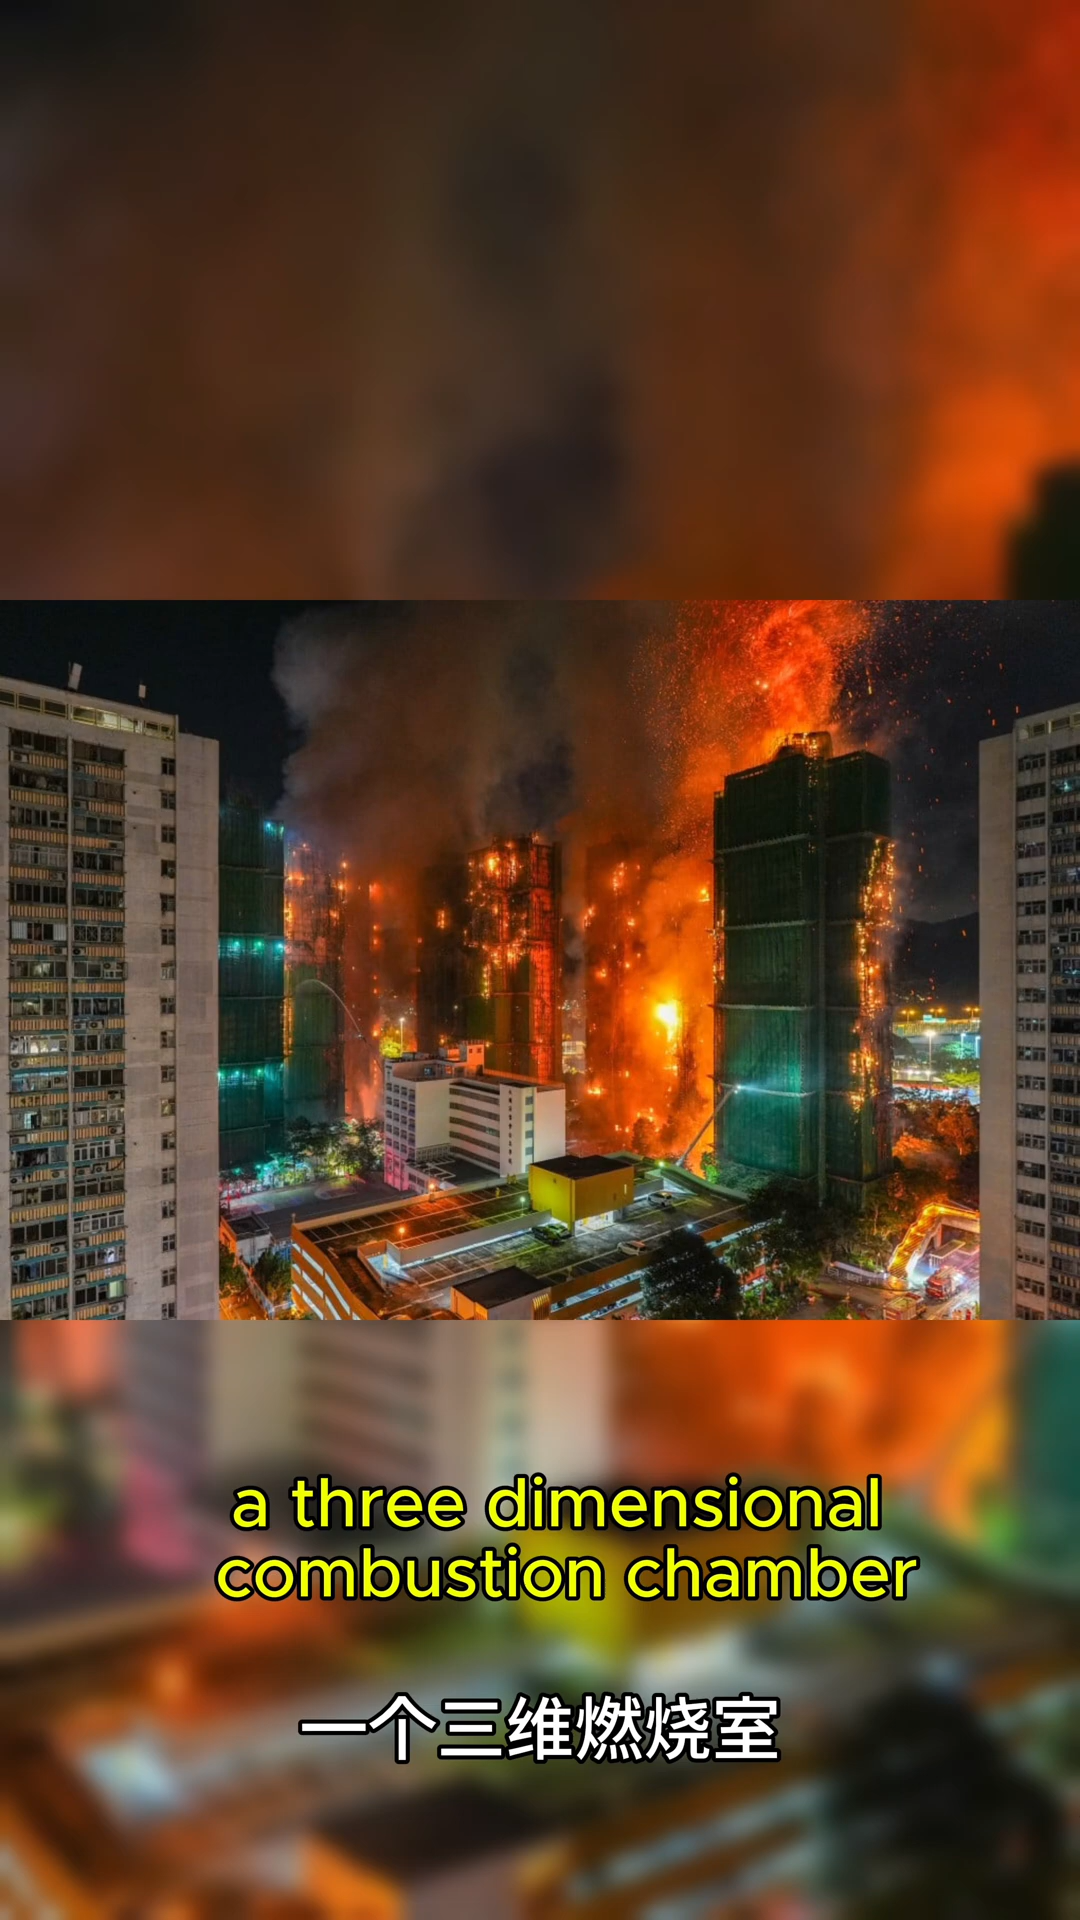 a three dimensional
combustion chamber
一个三维燃烧室